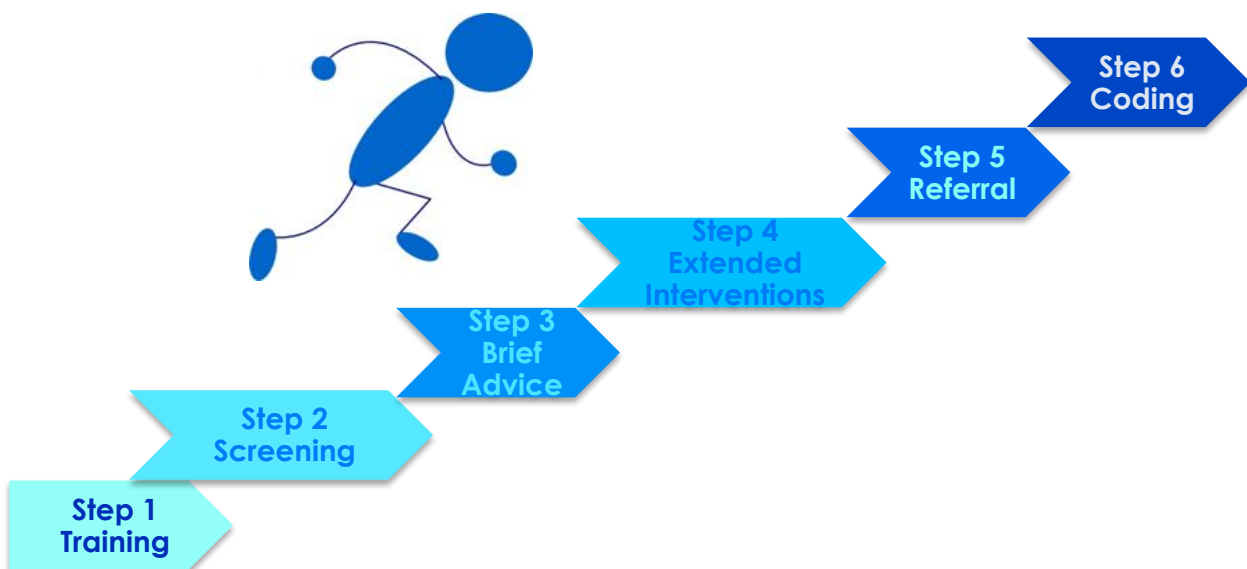 Step 1
Training
Step 2
Screening
Step 3
Brief
Advice
Step 4
Extended
Interventions
Step 5
Referral
Step 6
Coding